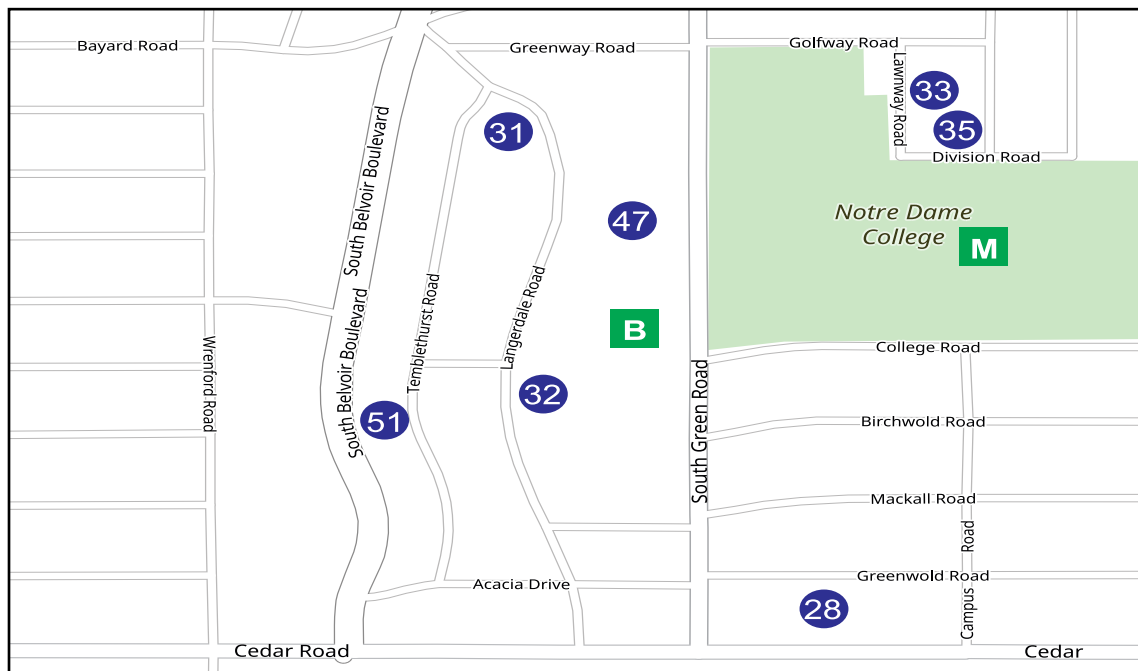 Bayard Road
Greenway Road
Golfway Road
Lawnway Road
33
31
35
Division Road
South Belvoir Boulevard
47
Notre Dame
College
M
Temblethurst Road
Langerdale Road
B
South Belvoir Boulevard
Wrenford Road
College Road
32
51
South Green Road
Birchwold Road
Mackall Road
Campus Road
Greenwold Road
Acacia Drive
28
Cedar Road
Cedar